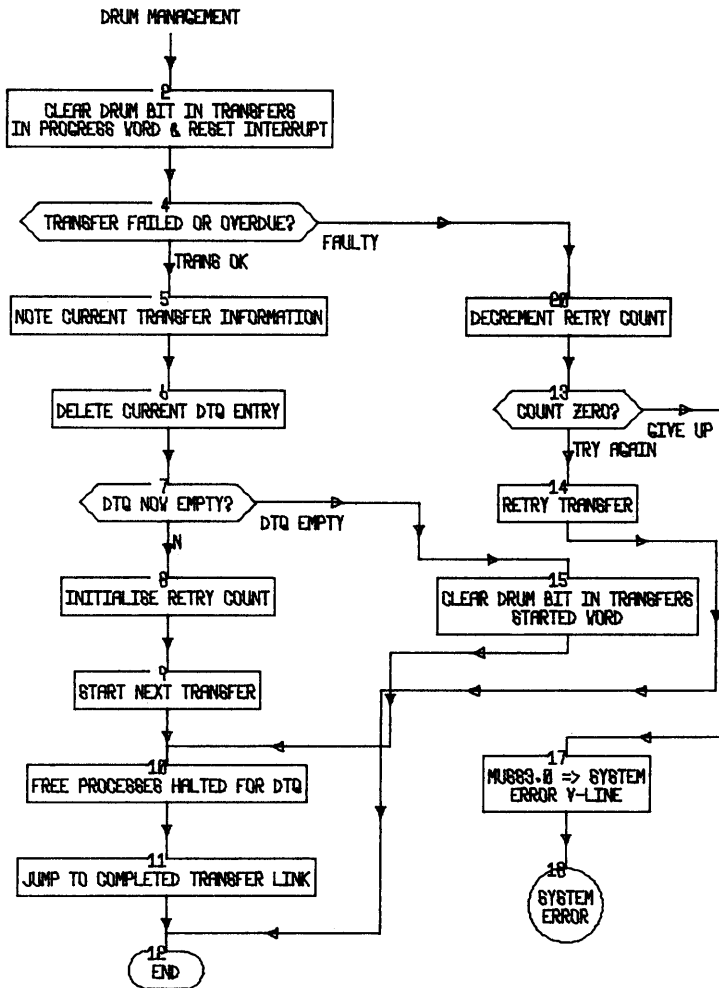 DRUM MANAGEMENT
2
CLEAR DRUM BIT IN TRANSFERS
IN PROGRESS WORD & RESET INTERRUPT
4
TRANSFER FAILED OR OVERDUE?
FAULTY
TRANS OK
5
NOTE CURRENT TRANSFER INFORMATION
20
DECREMENT RETRY COUNT
6
DELETE CURRENT DTQ ENTRY
13
COUNT ZERO?
GIVE UP
TRY AGAIN
7
DTQ NOW EMPTY?
DTQ EMPTY
N
14
RETRY TRANSFER
8
INITIALISE RETRY COUNT
15
CLEAR DRUM BIT IN TRANSFERS
STARTED WORD
9
START NEXT TRANSFER
10
FREE PROCESSES HALTED FOR DTQ
17
MUSS9.0 => SYSTEM
ERROR V-LINE
11
JUMP TO COMPLETED TRANSFER LINK
18
SYSTEM
ERROR
12
END